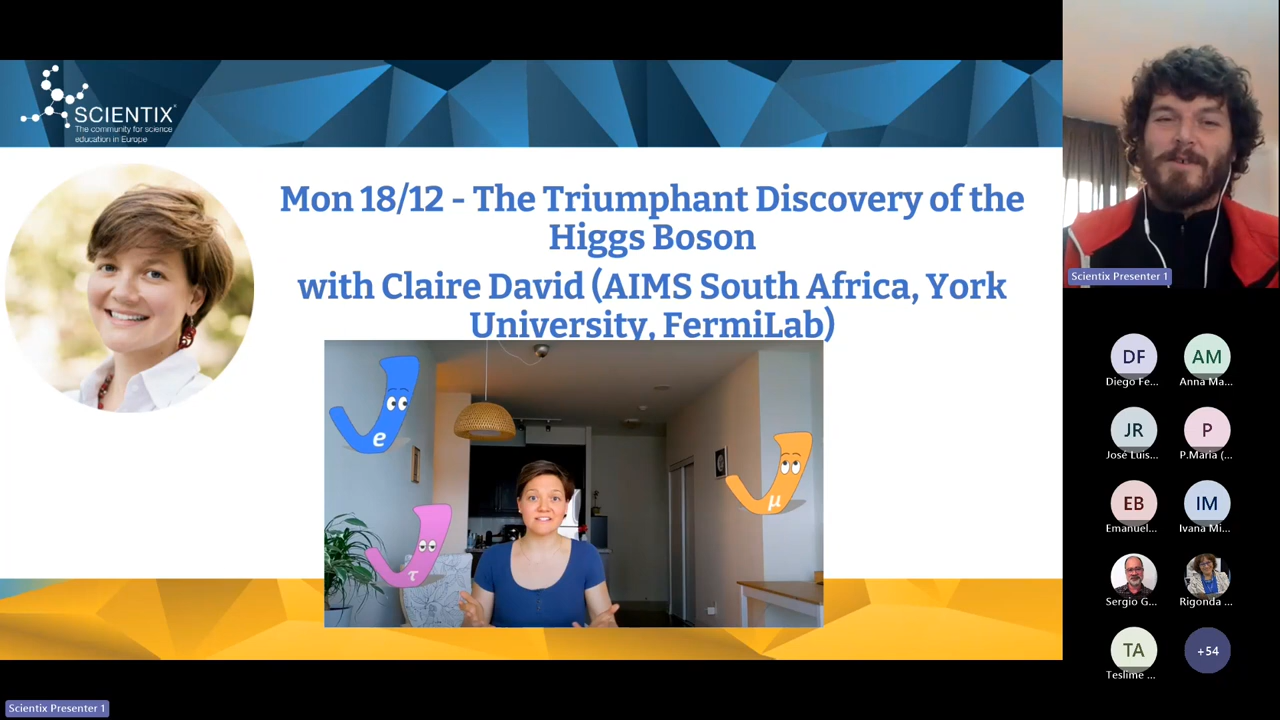 SCIENTIX
The community for science
education in Europe
Mon 18/12 - The Triumphant Discovery of the
Higgs Boson
with Claire David (AIMS South Africa, York
University, FermiLab)
e
μ
τ
Scientix Presenter 1
DF
AM
Diego Fe...
Anna Ma...
JR
P
José Luis...
P.Maria (...
EB
IM
Emanuel...
Ivana Mi...
Sergio G...
Rigonda ...
TA
+54
Teslime ...
Scientix Presenter 1